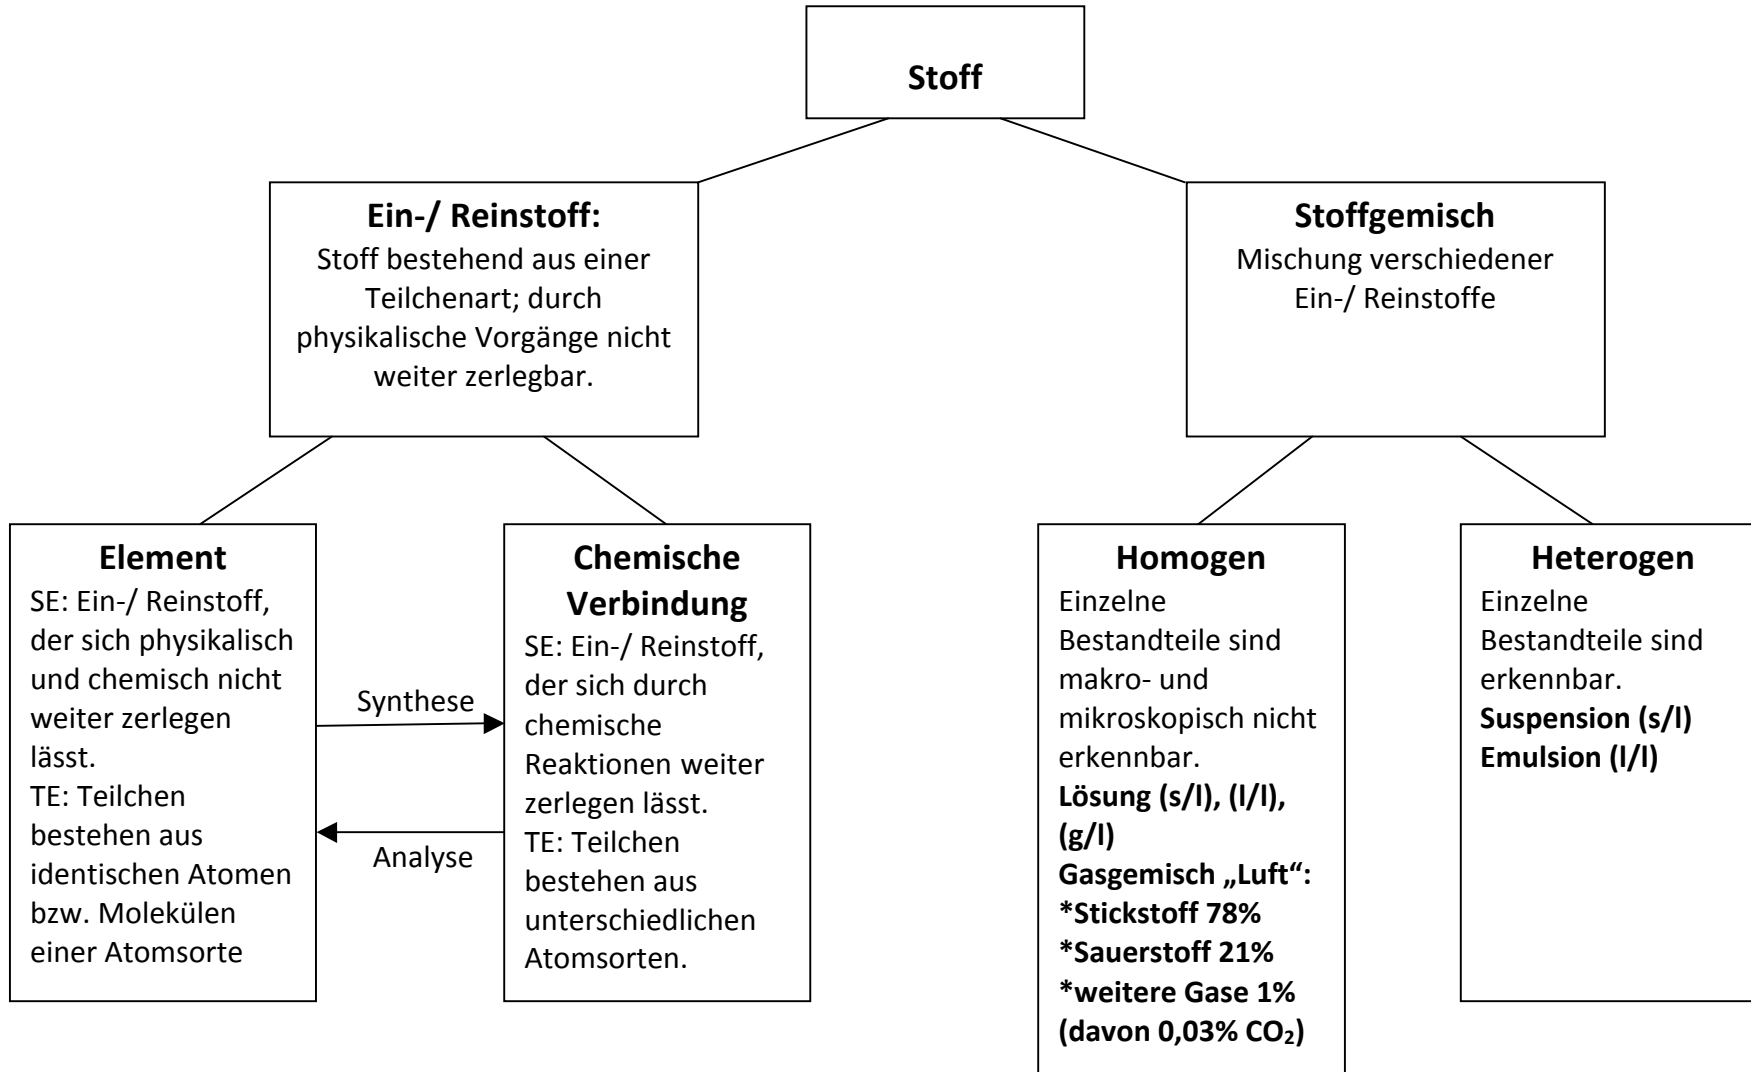 Stoff
Ein-/ Reinstoff:
Stoff bestehend aus einer
Teilchenart; durch
physikalische Vorgänge nicht
weiter zerlegbar.
Stoffgemisch
Mischung verschiedener
Ein-/ Reinstoffe
Element
SE: Ein-/ Reinstoff,
der sich physikalisch
und chemisch nicht
weiter zerlegen
lässt.
TE: Teilchen
bestehen aus
identischen Atomen
bzw. Molekülen
einer Atomsorte
Synthese
Analyse
Chemische
Verbindung
SE: Ein-/ Reinstoff,
der sich durch
chemische
Reaktionen weiter
zerlegen lässt.
TE: Teilchen
bestehen aus
unterschiedlichen
Atomsorten.
Homogen
Einzelne
Bestandteile sind
makro- und
mikroskopisch nicht
erkennbar.
Lösung (s/l), (l/l),
(g/l)
Gasgemisch „Luft“:
*Stickstoff 78%
*Sauerstoff 21%
*weitere Gase 1%
(davon 0,03% CO₂)
Heterogen
Einzelne
Bestandteile sind
erkennbar.
Suspension (s/l)
Emulsion (l/l)